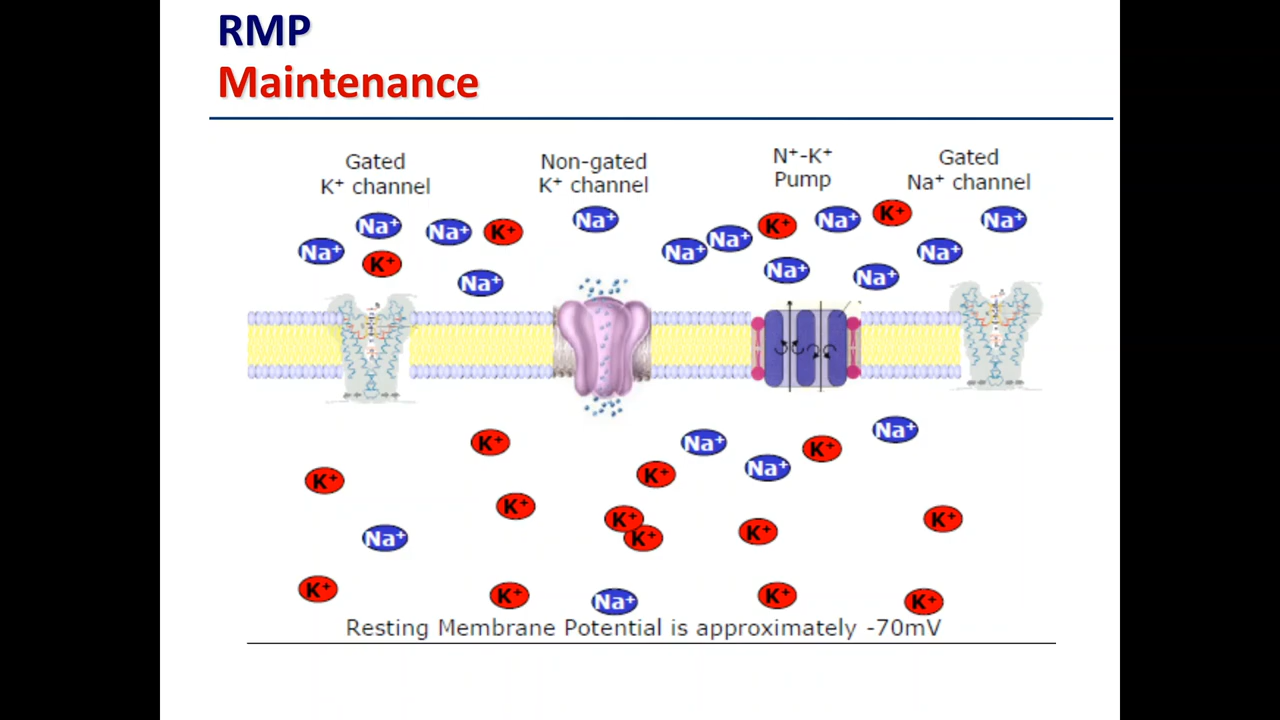 RMP
Maintenance
Gated
K⁺ channel
Non-gated
K⁺ channel
N⁺-K⁺
Pump
Gated
Na⁺ channel
Na⁺ Na⁺ Na⁺ K⁺ Na⁺ K⁺ Na⁺ K⁺ Na⁺
Na⁺ K⁺ Na⁺ Na⁺ Na⁺ Na⁺ Na⁺
K⁺ Na⁺ K⁺ Na⁺
K⁺ K⁺ Na⁺
K⁺ K⁺ K⁺ K⁺
Na⁺ K⁺
K⁺ K⁺ Na⁺ K⁺ K⁺
Resting Membrane Potential is approximately -70mV